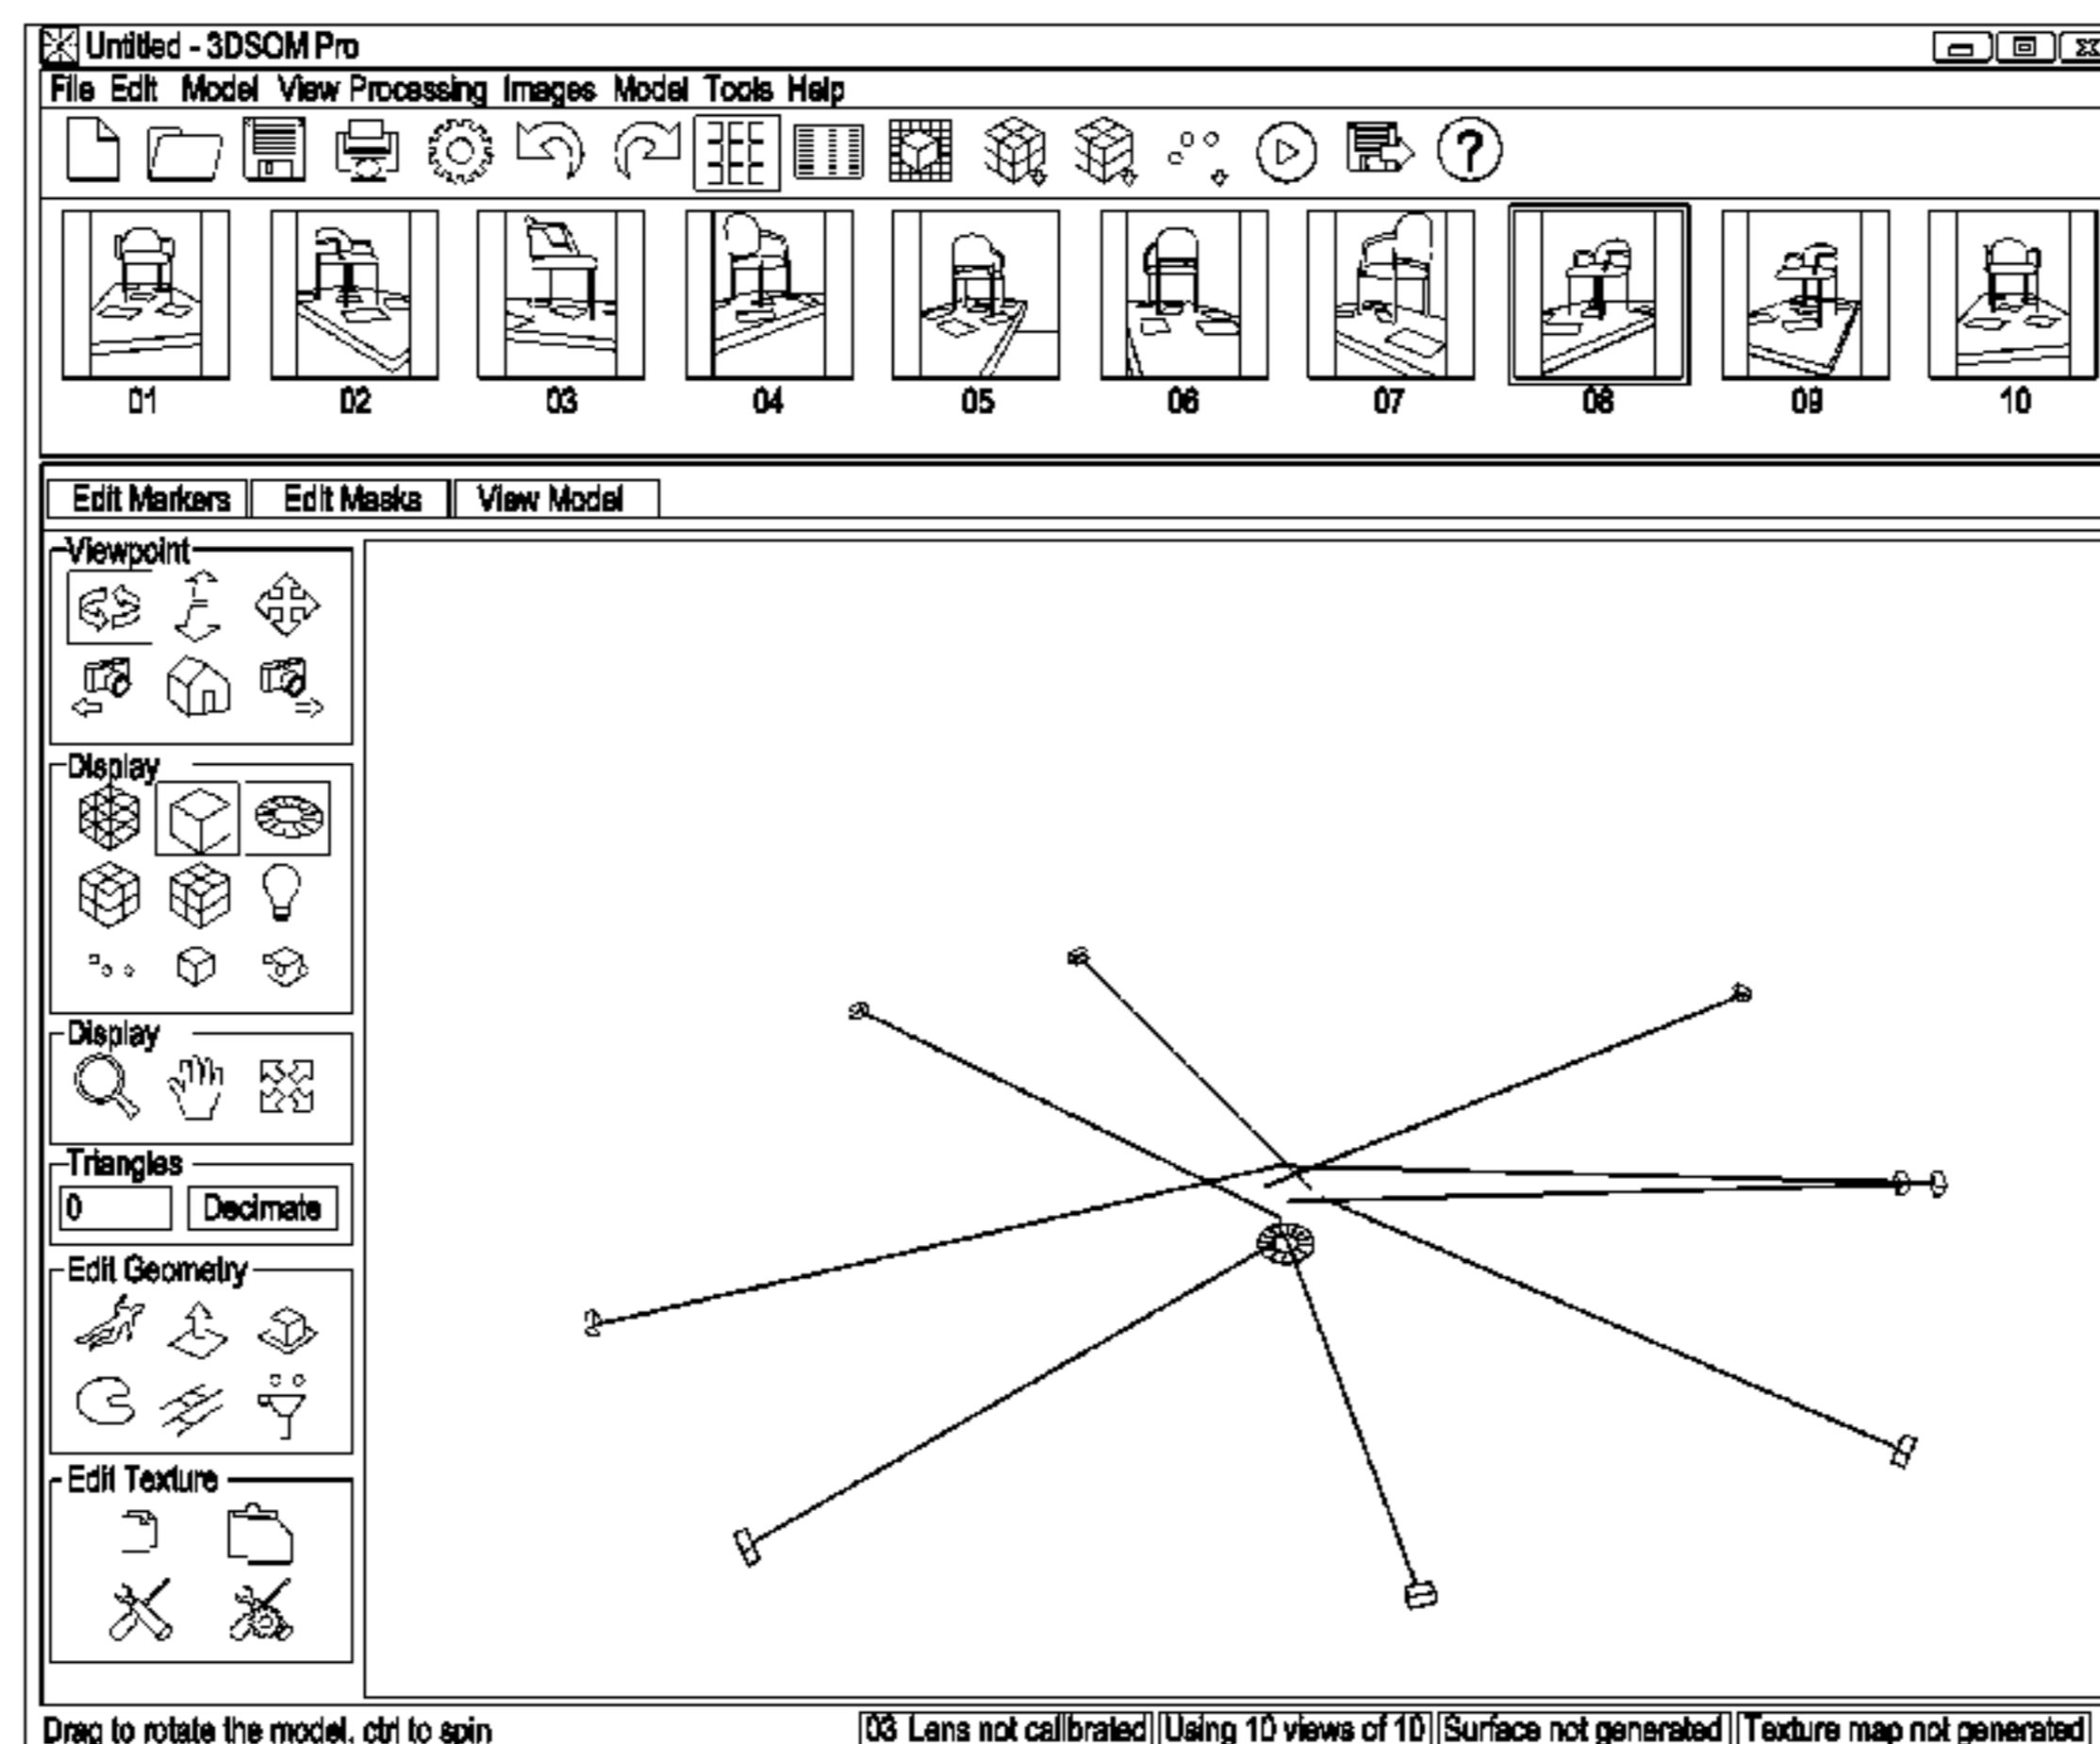 Untitled - 3DSOM Pro
File Edit Model View Processing Images Model Tools Help
?
01 02 03 04 05 06 07 08 09 10
Edit Markers Edit Masks View Model
Viewpoint
Display
Display
Triangles
0 Decimate
Edit Geometry
Edit Texture
Drag to rotate the model, ctrl to spin 03 Lens not calibrated Using 10 views of 10 Surface not generated Texture map not generated